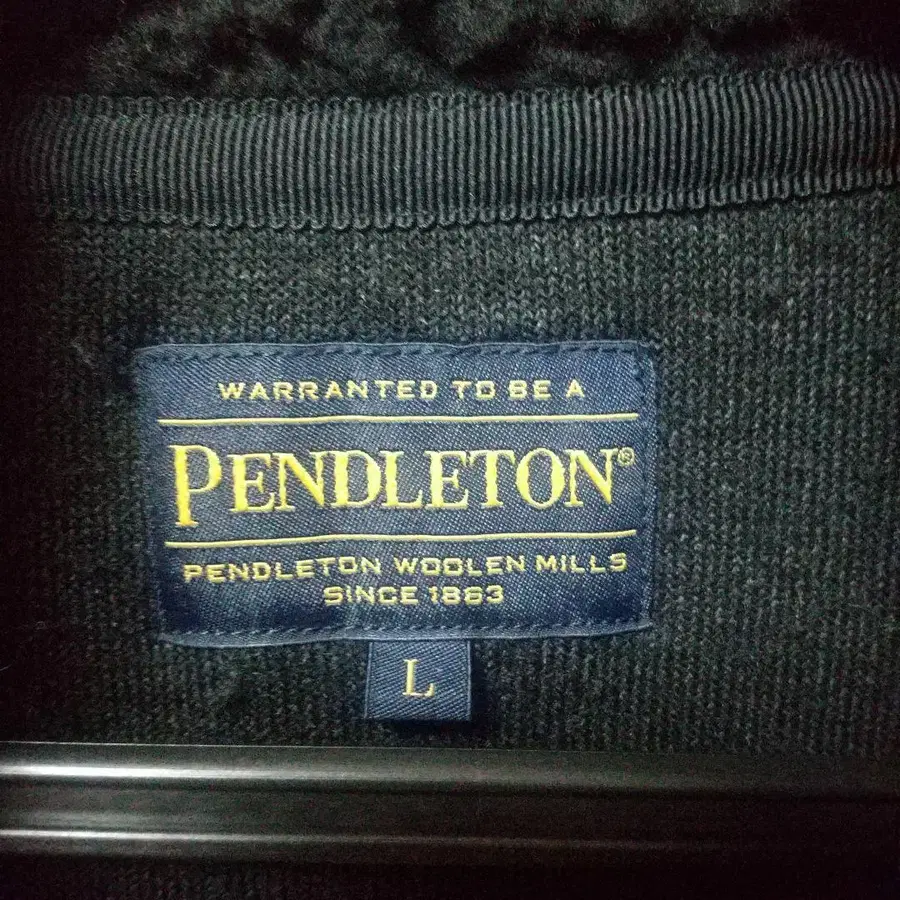 WARRANTED TO BE A
PENDLETON®
PENDLETON WOOLEN MILLS
SINCE 1863
L